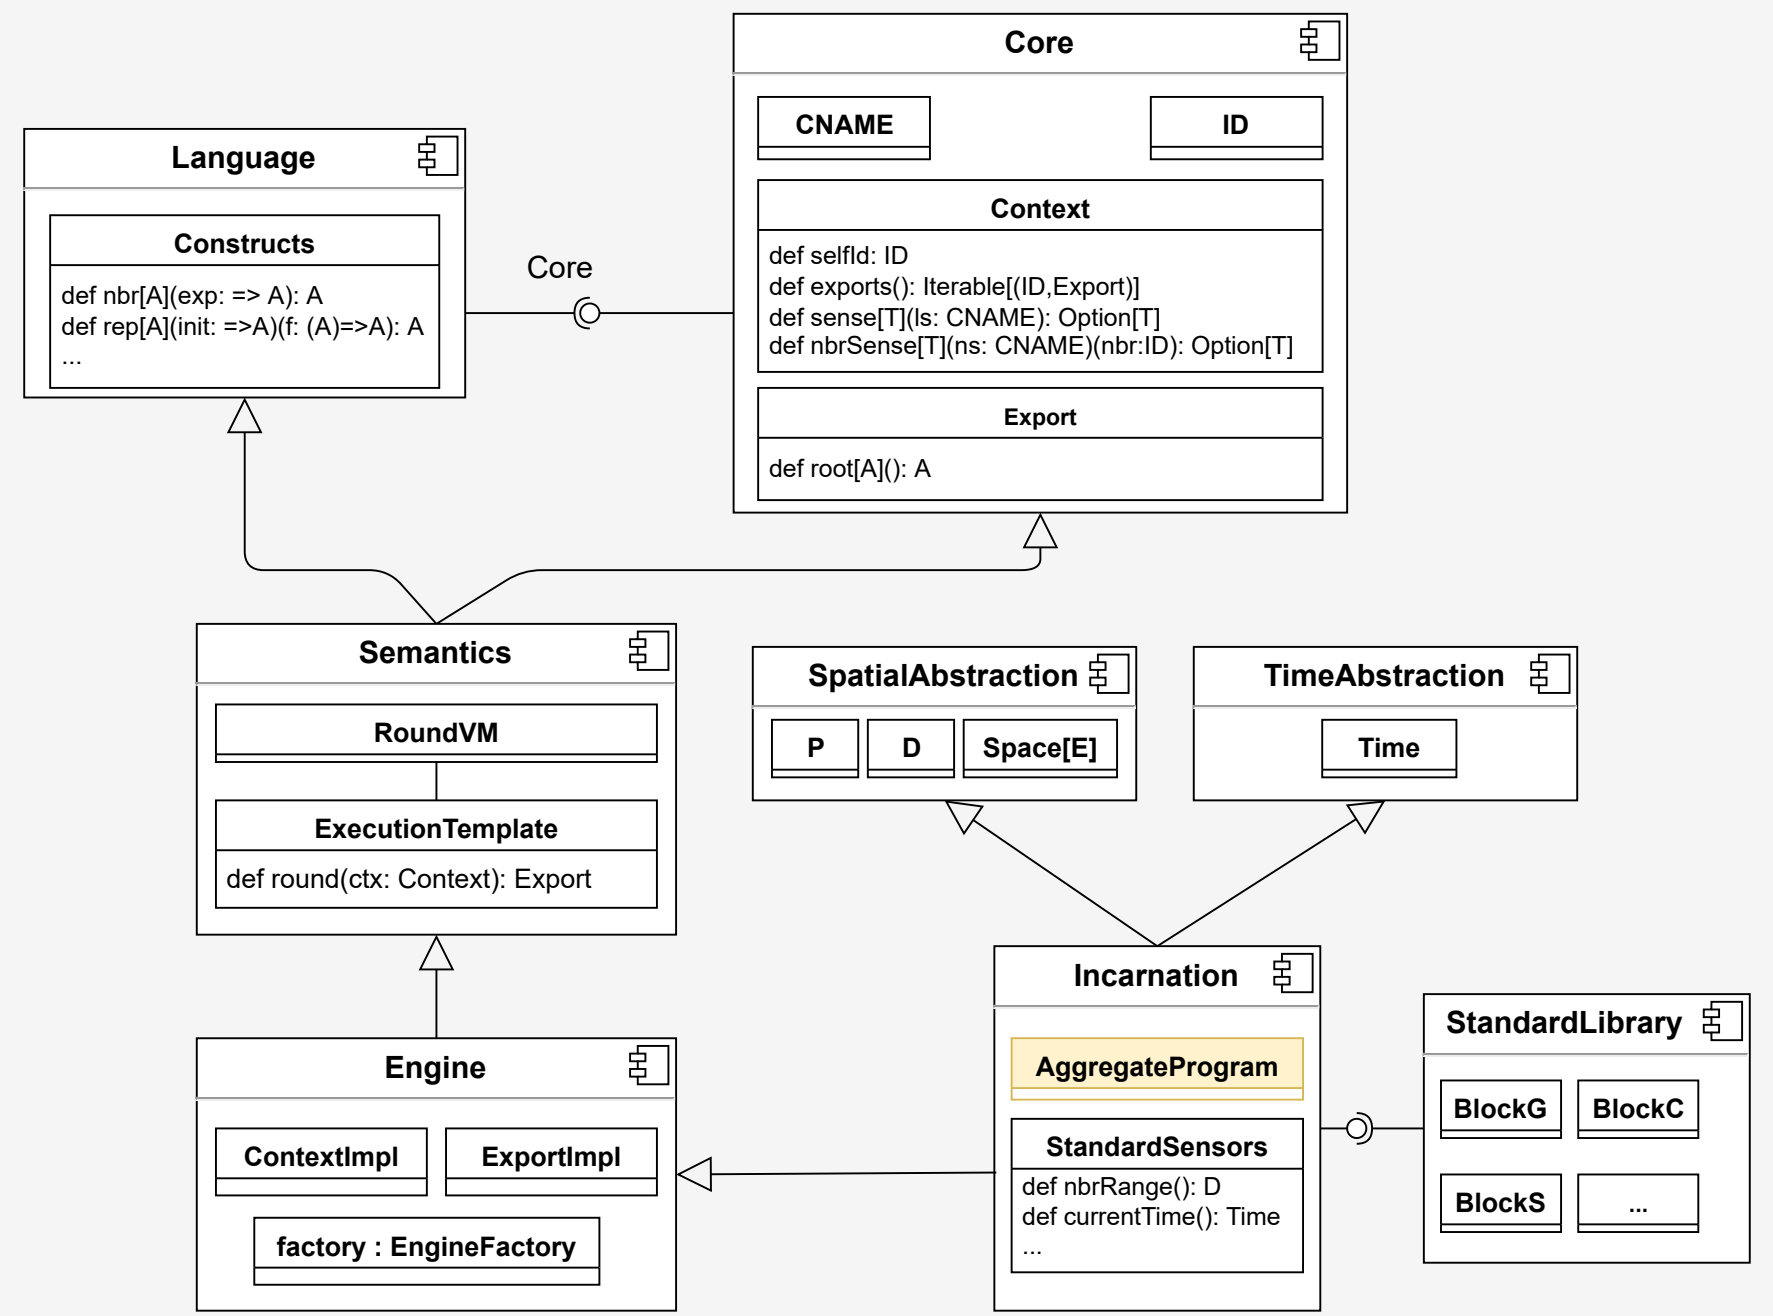 Core
CNAME
ID
Context
def selfId: ID
def exports(): Iterable[(ID,Export)]
def sense[T](ls: CNAME): Option[T]
def nbrSense[T](ns: CNAME)(nbr:ID): Option[T]
Export
def root[A](): A
Language
Constructs
def nbr[A](exp: => A): A
def rep[A](init: =>A)(f: (A)=>A): A
...
Core
Semantics
RoundVM
ExecutionTemplate
def round(ctx: Context): Export
SpatialAbstraction
P
D
Space[E]
TimeAbstraction
Time
Engine
ContextImpl
ExportImpl
factory : EngineFactory
Incarnation
AggregateProgram
StandardSensors
def nbrRange(): D
def currentTime(): Time
...
StandardLibrary
BlockG
BlockC
BlockS
...